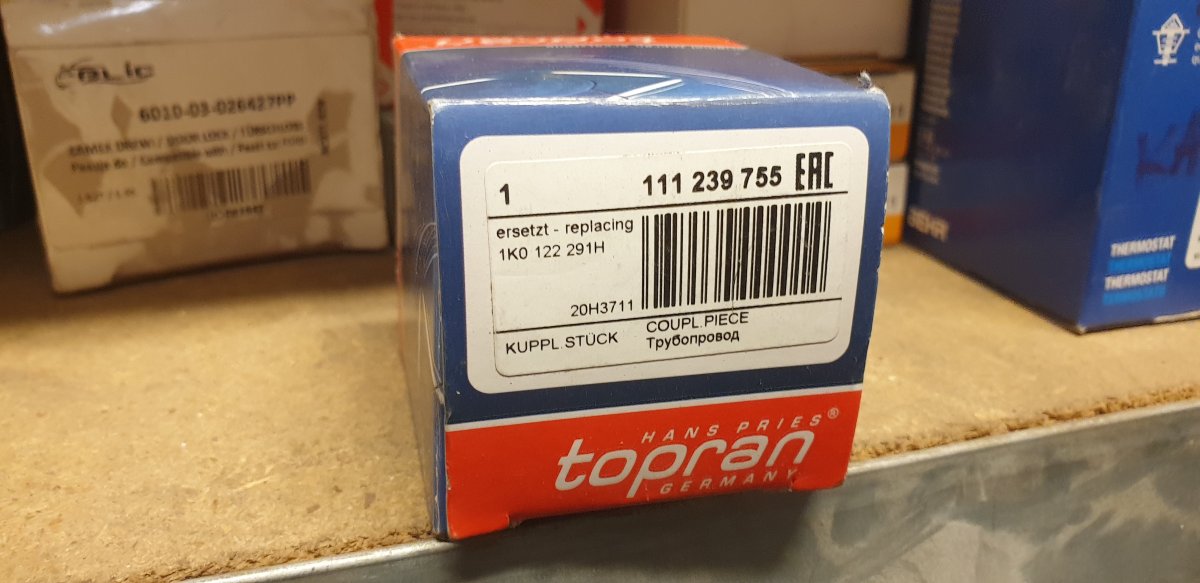 BLIC
6010-03-026427PP
1
111 239 755 EAC
ersetzt - replacing
1K0 122 291H
20H3711
KUPPL.STÜCK
COUPL.PIECE
Трубопровод
HANS PRIES®
topran
GERMANY
THERMOSTAT
THERMOSTAT